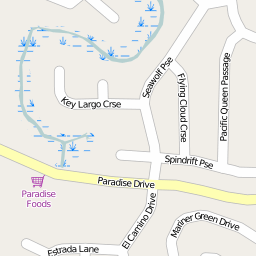 Seawolf Pse
Flying Cloud Crse
Pacific Queen Passage
Key Largo Crse
Spindrift Pse
Paradise Drive
Paradise
Foods
El Camino Drive
Mariner Green Drive
Estrada Lane